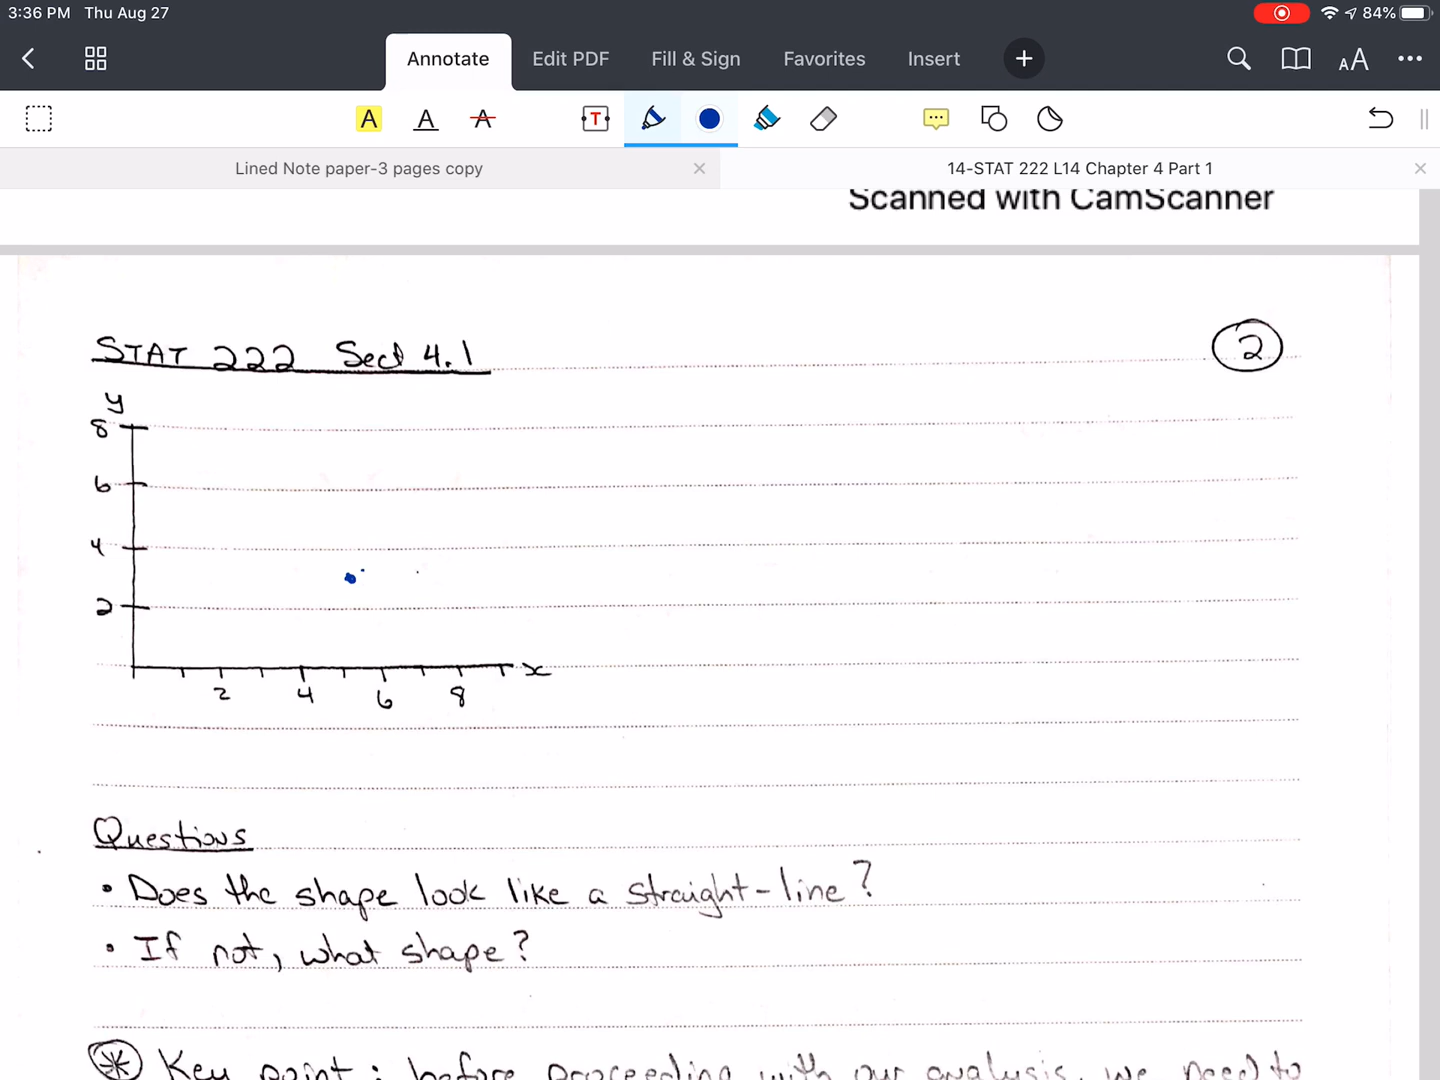 3:36 PM Thu Aug 27 84%
Annotate Edit PDF Fill & Sign Favorites Insert
A A A T AA
Lined Note paper-3 pages copy 14-STAT 222 L14 Chapter 4 Part 1
Scanned with CamScanner
STAT 222 Sect 4.1 2
y
8
6
4
2
x
2 4 6 8
Questions
• Does the shape look like a straight-line?
• If not, what shape?
* Key point: before proceeding with our analysis, we need to